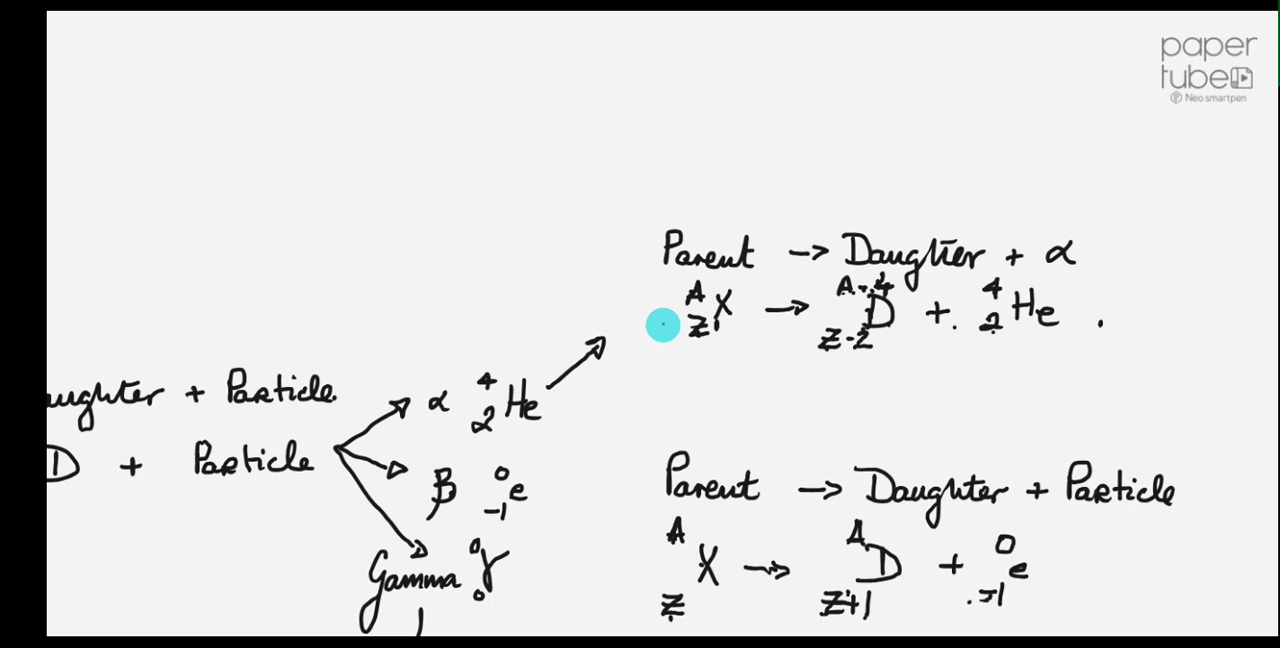 paper
tube
Neo smartpen
Parent -> Daughter + α
A Z X -> A-4 Z-2 D + 4 2 He .
aughter + Particle.
D + Particle
α 4 2 He
β 0 -1 e
Gamma 0 0 γ
Parent -> Daughter + Particle
A Z X -> A Z+1 D + 0 -1 e